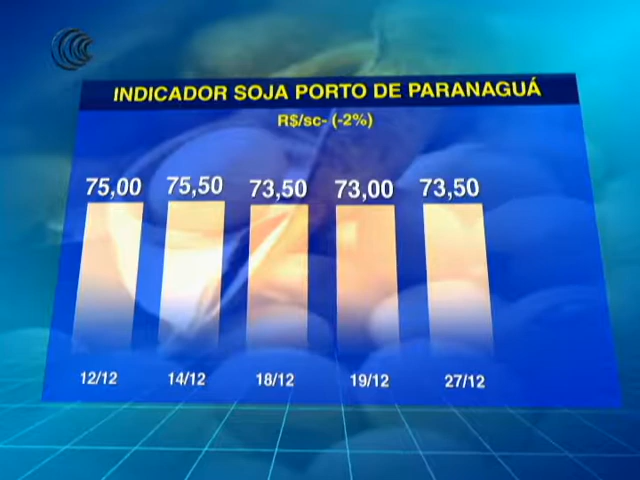 INDICADOR SOJA PORTO DE PARANAGUÁ
R$/sc- (-2%)
75,00 75,50 73,50 73,00 73,50
12/12 14/12 18/12 19/12 27/12